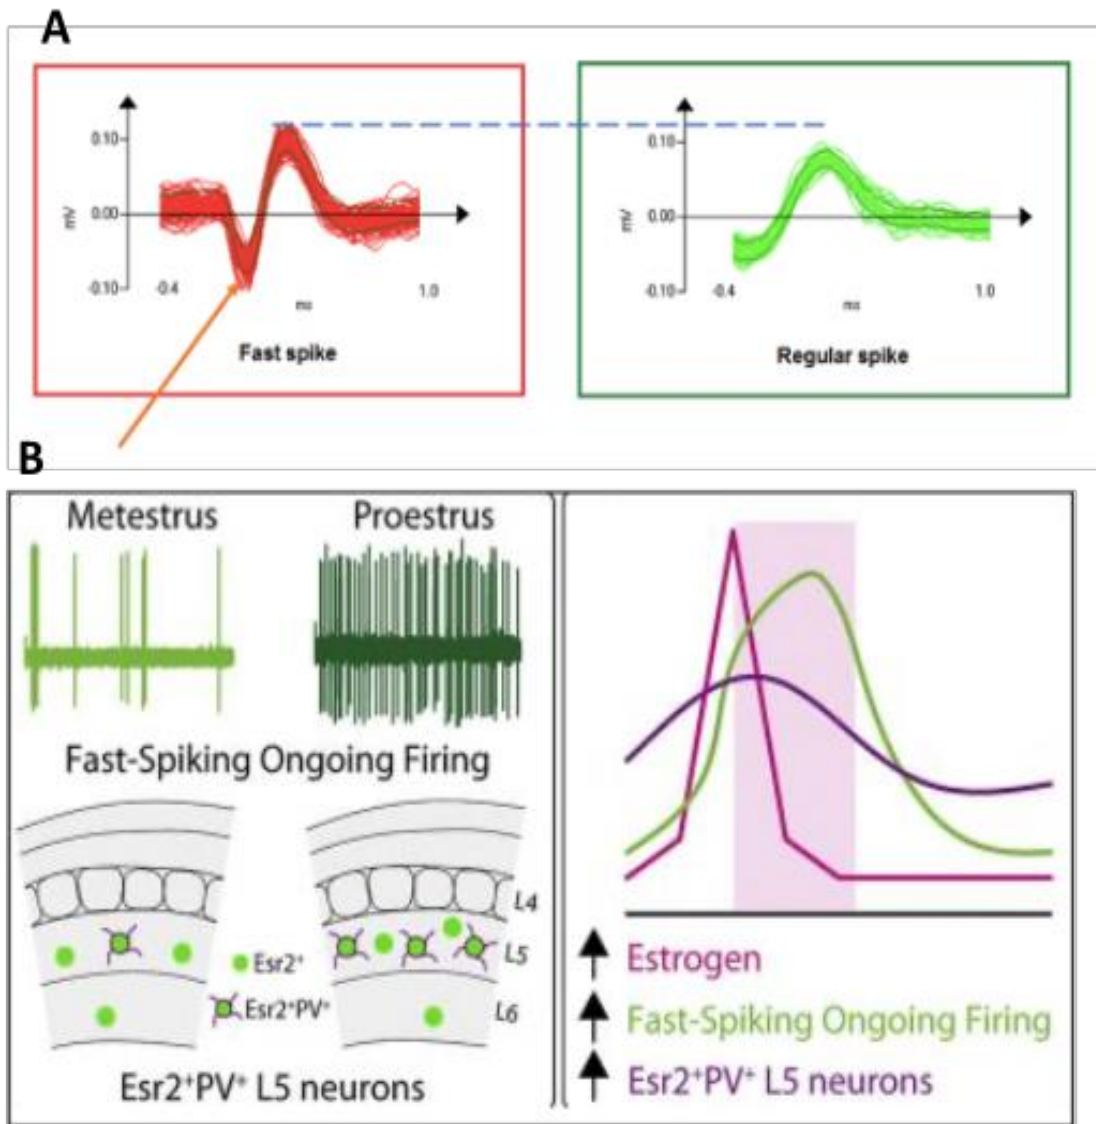 A
0.10
0.00
-0.10
mV
-0.4
1.0
ms
Fast spike
0.10
0.00
-0.10
mV
-0.4
1.0
ms
Regular spike
B
Metestrus
Proestrus
Fast-Spiking Ongoing Firing
L4
L5
L6
Esr2⁺
Esr2⁺PV⁺
Esr2⁺PV⁺ L5 neurons
Estrogen
Fast-Spiking Ongoing Firing
Esr2⁺PV⁺ L5 neurons